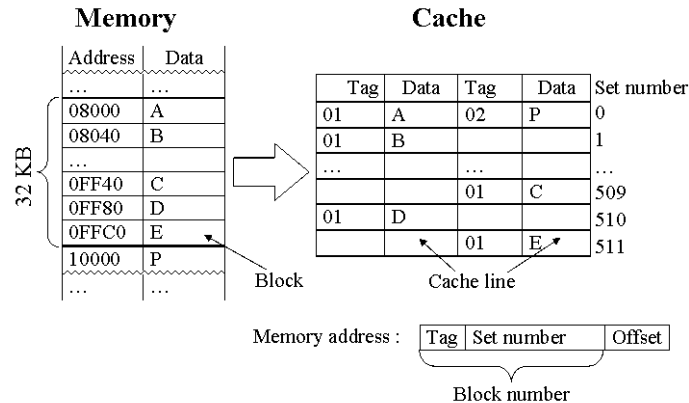 Memory
Address Data
... ...
08000 A
08040 B
...
0FF40 C
0FF80 D
0FFC0 E
10000 P
... ...
32 KB
Block
Cache
Tag Data Tag Data Set number
01 A 02 P 0
01 B 1
... ... ...
01 C 509
01 D 510
01 E 511
Cache line
Memory address : Tag Set number Offset
Block number